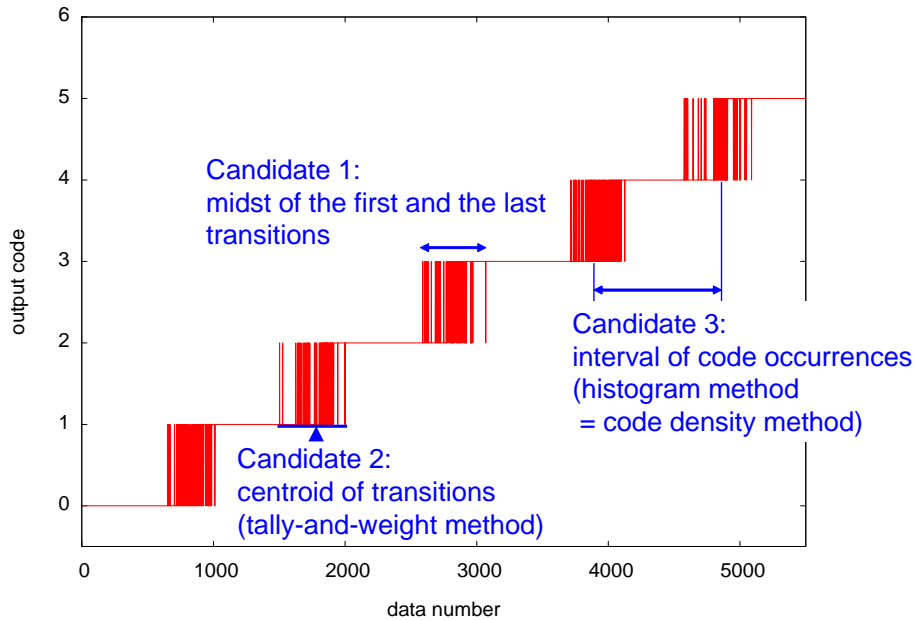 6
5
4
3
2
1
0
output code
Candidate 1:
midst of the first and the last
transitions
Candidate 3:
interval of code occurrences
(histogram method
= code density method)
Candidate 2:
centroid of transitions
(tally-and-weight method)
0 1000 2000 3000 4000 5000
data number